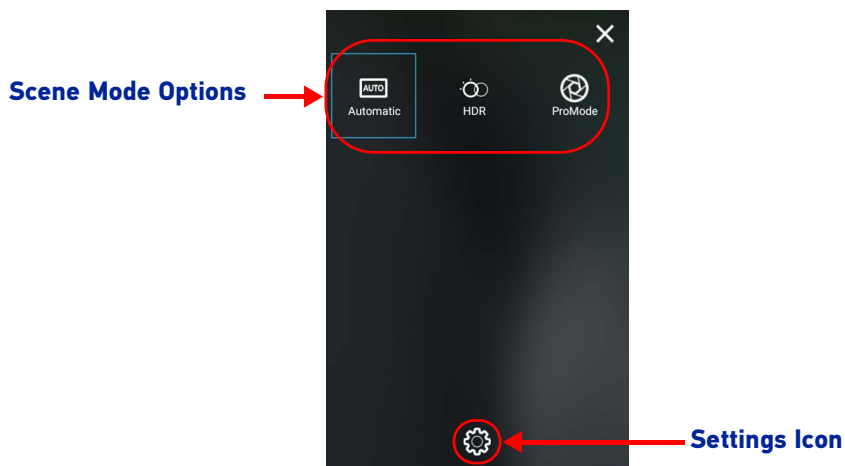 Scene Mode Options
AUTO
Automatic
HDR
ProMode
Settings Icon